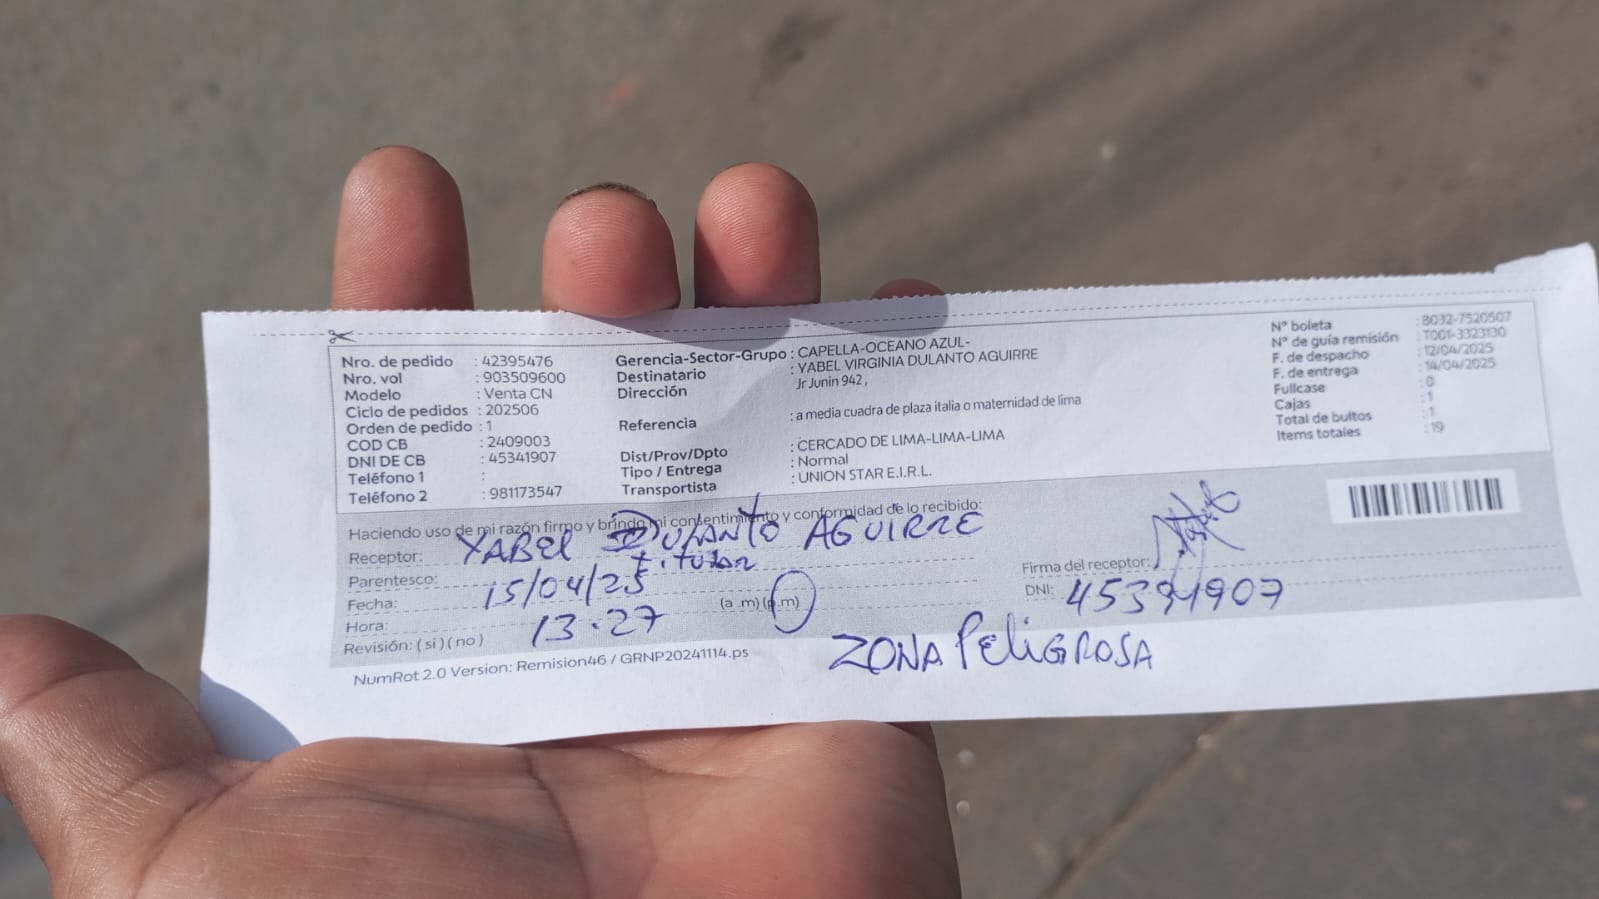 Nro. de pedido : 42395476
Nro. vol : 903509600
Modelo : Venta CN
Ciclo de pedidos : 202506
Orden de pedido : 1
COD CB : 2409003
DNI DE CB : 45341907
Teléfono 1 :
Teléfono 2 : 981173547
Gerencia-Sector-Grupo : CAPELLA-OCEANO AZUL-
Destinatario : YABEL VIRGINIA DULANTO AGUIRRE
Dirección Jr Junin 942,
Referencia : a media cuadra de plaza italia o maternidad de lima
Dist/Prov/Dpto : CERCADO DE LIMA-LIMA-LIMA
Tipo / Entrega : Normal
Transportista : UNION STAR E.I.R.L.
N° boleta : B032-7520507
N° de guía remisión : T001-3323130
F. de despacho : 12/04/2025
F. de entrega : 14/04/2025
Fullcase : 0
Cajas : 1
Total de bultos : 1
Items totales : 19
Haciendo uso de mi razón firmo y brindo mi consentimiento y conformidad de lo recibido:
Receptor: YABEL DULANTO AGUIRRE
Parentesco: titular
Fecha: 15/04/25
Hora: 13.27 (a .m) (p.m)
Revisión: ( si ) ( no )
Firma del receptor:
DNI: 45341907
ZONA PELIGROSA
NumRot 2.0 Version: Remision46 / GRNP20241114.ps